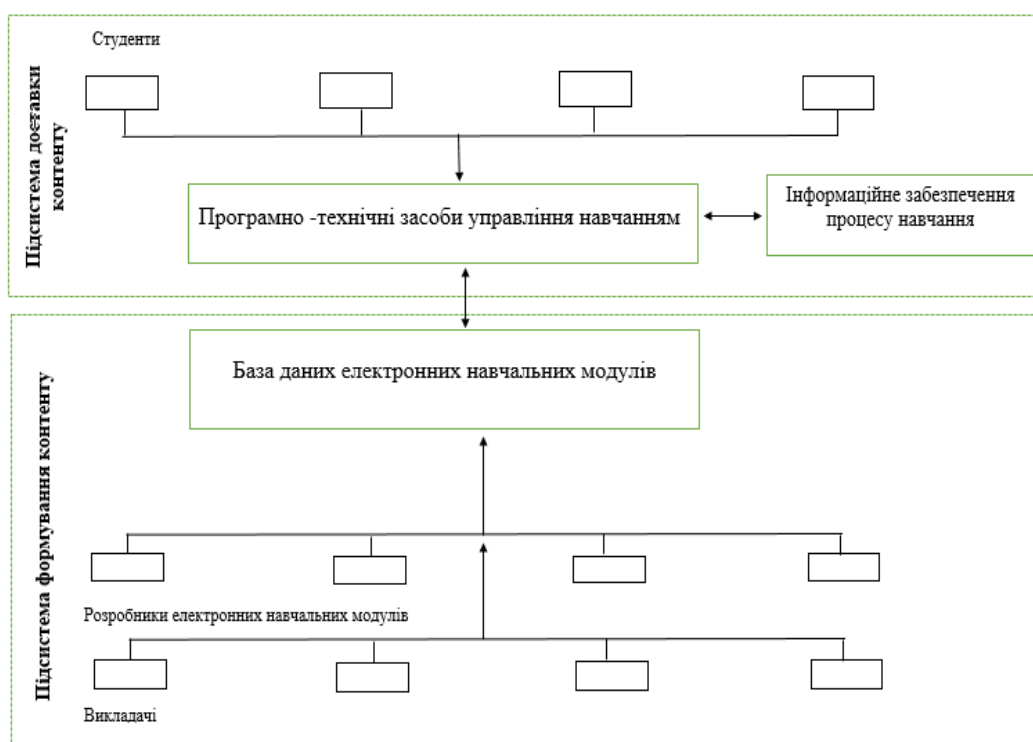 Студенти
Підсистема доставки
контенту
Програмно -технічні засоби управління навчанням
Інформаційне забезпечення
процесу навчання
База даних електронних навчальних модулів
Підсистема формування контенту
Розробники електронних навчальних модулів
Викладачі